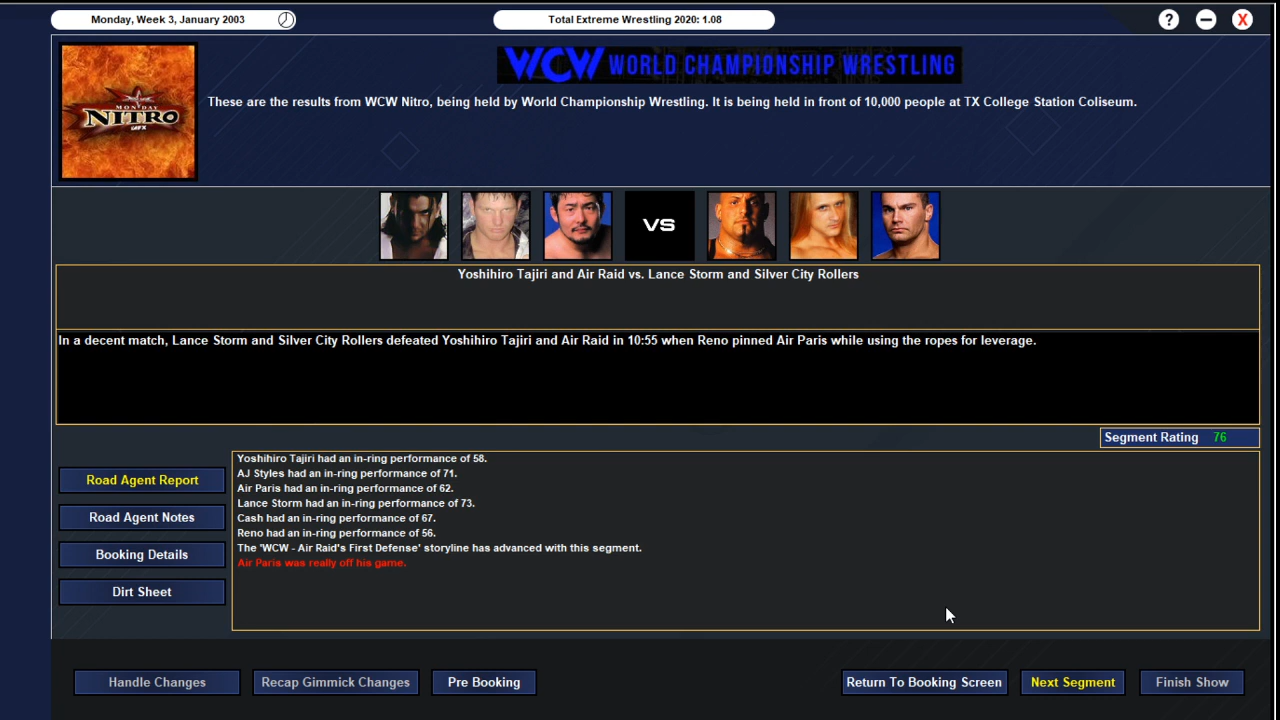 Monday, Week 3, January 2003
Total Extreme Wrestling 2020: 1.08
?
X
MONDAY
NITRO
WCW WORLD CHAMPIONSHIP WRESTLING
These are the results from WCW Nitro, being held by World Championship Wrestling. It is being held in front of 10,000 people at TX College Station Coliseum.
VS
Yoshihiro Tajiri and Air Raid vs. Lance Storm and Silver City Rollers
In a decent match, Lance Storm and Silver City Rollers defeated Yoshihiro Tajiri and Air Raid in 10:55 when Reno pinned Air Paris while using the ropes for leverage.
Segment Rating 76
Road Agent Report
Road Agent Notes
Booking Details
Dirt Sheet
Yoshihiro Tajiri had an in-ring performance of 58.
AJ Styles had an in-ring performance of 71.
Air Paris had an in-ring performance of 62.
Lance Storm had an in-ring performance of 73.
Cash had an in-ring performance of 67.
Reno had an in-ring performance of 56.
The 'WCW - Air Raid's First Defense' storyline has advanced with this segment.
Air Paris was really off his game.
Handle Changes
Recap Gimmick Changes
Pre Booking
Return To Booking Screen
Next Segment
Finish Show